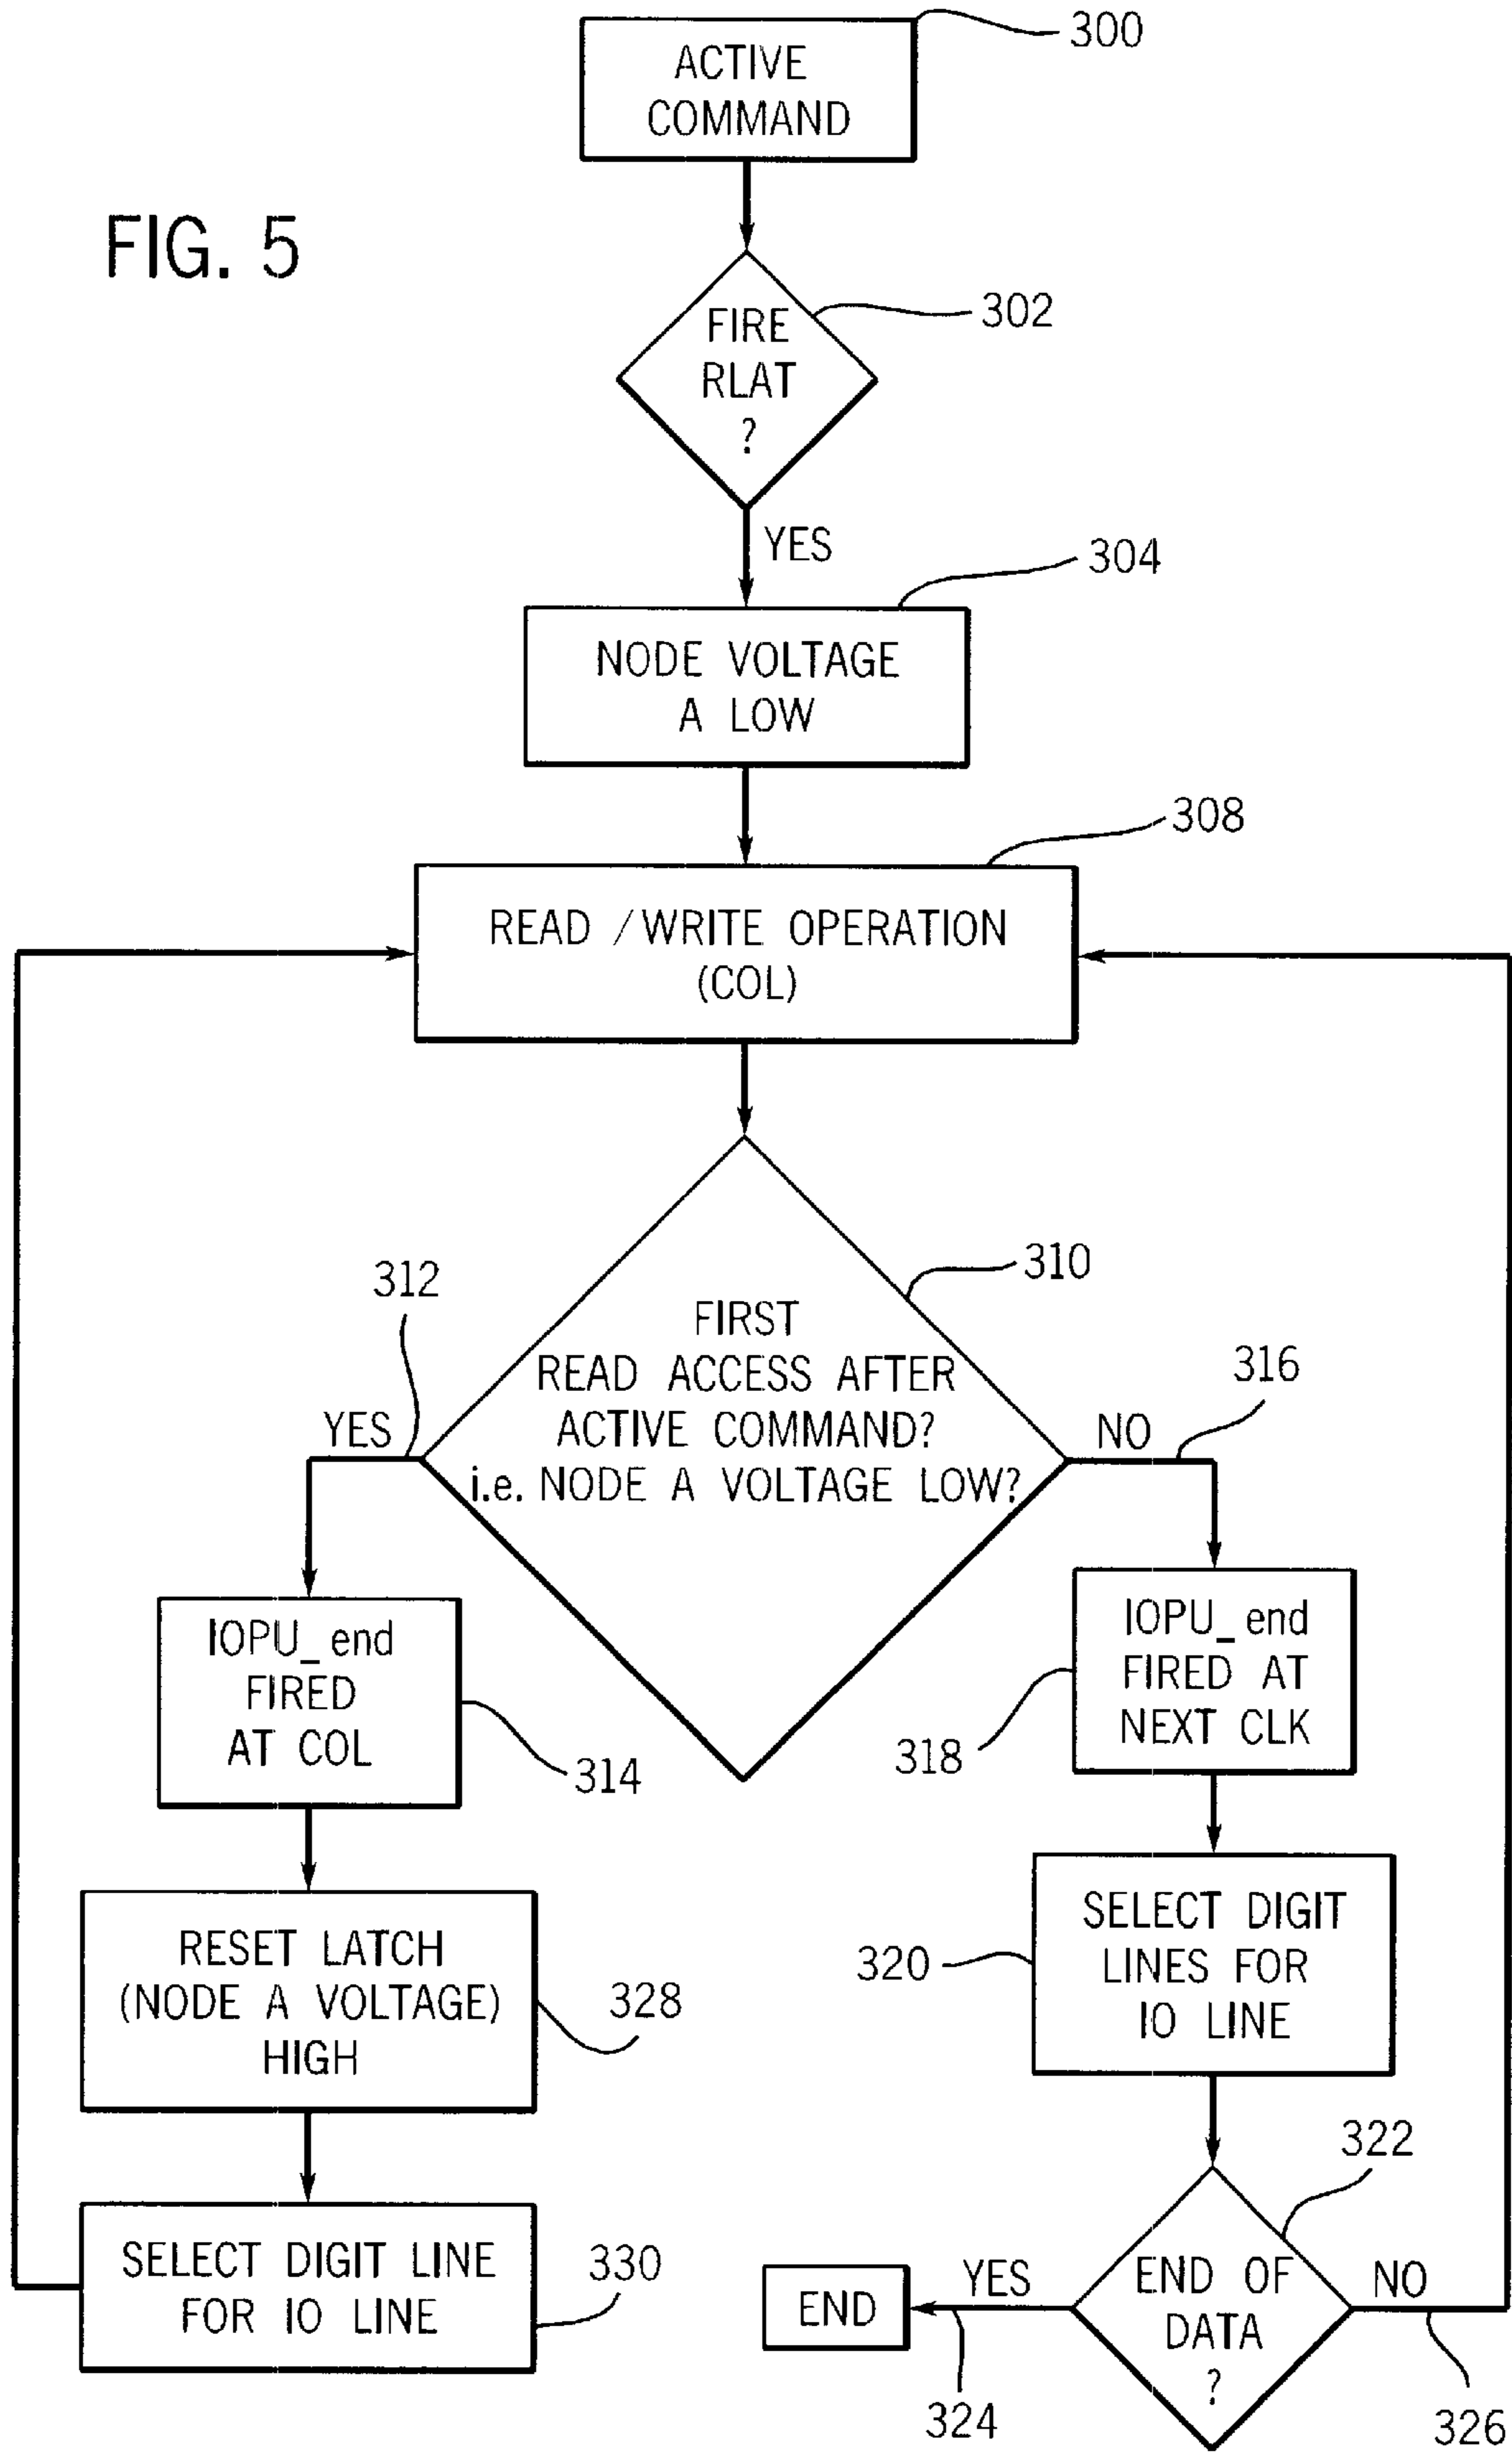 300
ACTIVE
COMMAND
FIG. 5
302
FIRE
RLAT
?
YES
304
NODE VOLTAGE
A LOW
308
READ / WRITE OPERATION
(COL)
310
312
FIRST
READ ACCESS AFTER
ACTIVE COMMAND?
i.e. NODE A VOLTAGE LOW?
YES
NO
316
IOPU_end
FIRED
AT COL
314
IOPU_end
FIRED AT
NEXT CLK
318
RESET LATCH
(NODE A VOLTAGE)
HIGH
328
SELECT DIGIT
LINES FOR
IO LINE
320
322
SELECT DIGIT LINE
FOR IO LINE
330
END
YES
324
END OF
DATA
?
NO
326